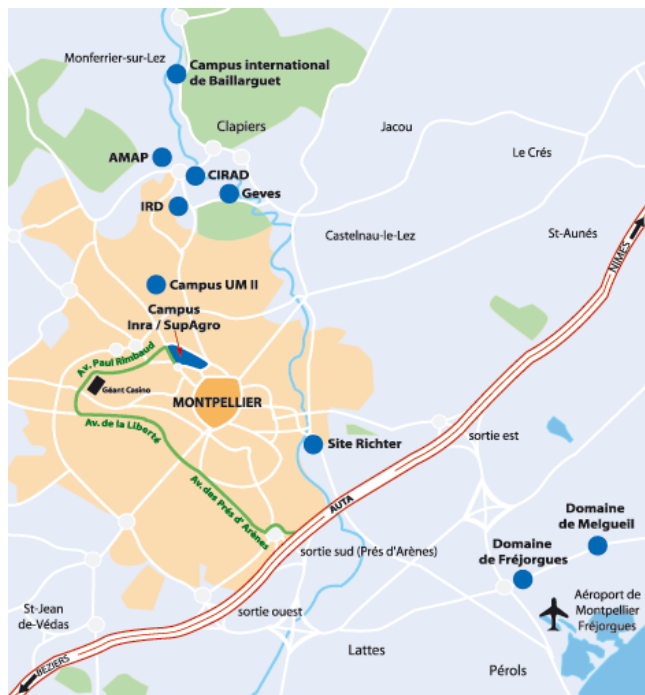 Monferrier-sur-Lez
Campus international
de Baillarguet
Clapiers
Jacou
Le Crés
AMAP
CIRAD
Geves
IRD
Castelnau-le-Lez
St-Aunés
NIMES
Campus UM II
Campus
Inra / SupAgro
Av. Paul Rimbaud
Géant Casino
MONTPELLIER
Av. de la Liberté
Site Richter
sortie est
Av. des Prés d'Arènes
AUTA
sortie sud (Prés d'Arènes)
Domaine
de Melgueil
Domaine
de Fréjorgues
St-Jean
de-Védas
sortie ouest
Aéroport de
Montpellier
Fréjorgues
Lattes
Pérols
BEZIERS